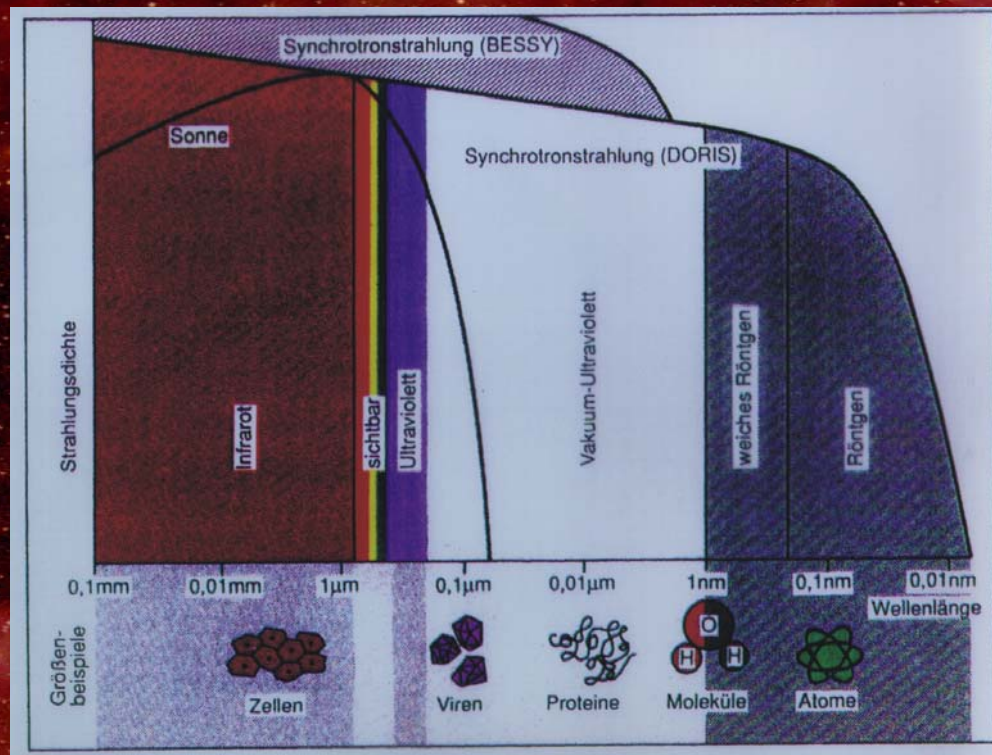 Synchrotronstrahlung (BESSY)
Sonne
Synchrotronstrahlung (DORIS)
Strahlungsdichte
Infrarot
sichtbar
Ultraviolett
Vakuum-Ultraviolett
weiches Röntgen
Röntgen
0,1mm 0,01mm 1µm 0,1µm 0,01µm 1nm 0,1nm 0,01nm
Wellenlänge
Größen-
beispiele
O
H H
Zellen Viren Proteine Moleküle Atome